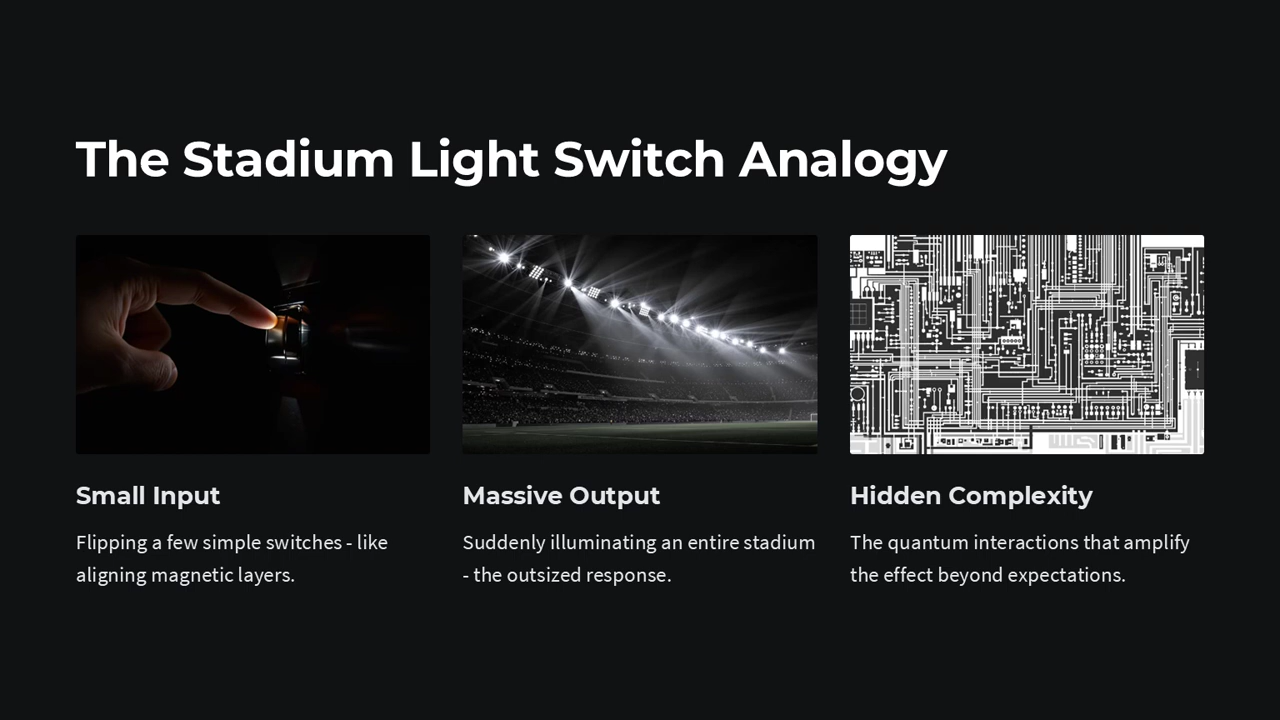 The Stadium Light Switch Analogy
Small Input
Flipping a few simple switches - like
aligning magnetic layers.
Massive Output
Suddenly illuminating an entire stadium
- the outsized response.
Hidden Complexity
The quantum interactions that amplify
the effect beyond expectations.